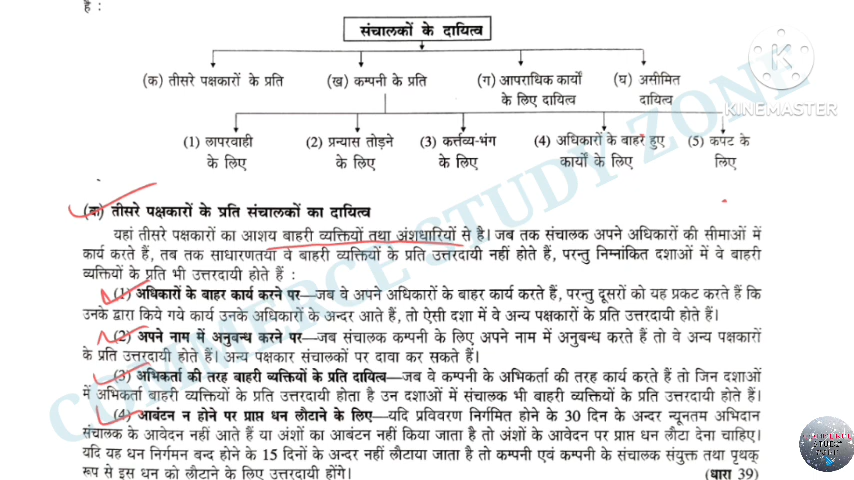 है :
संचालकों के दायित्व
(क) तीसरे पक्षकारों के प्रति (ख) कम्पनी के प्रति (ग) आपराधिक कार्यों के लिए दायित्व (घ) असीमित दायित्व
(1) लापरवाही के लिए (2) प्रन्यास तोड़ने के लिए (3) कर्त्तव्य-भंग के लिए (4) अधिकारों के बाहर हुए कार्यों के लिए (5) कपट के लिए
(क) तीसरे पक्षकारों के प्रति संचालकों का दायित्व
यहां तीसरे पक्षकारों का आशय बाहरी व्यक्तियों तथा अंशधारियों से है। जब तक संचालक अपने अधिकारों की सीमाओं में
कार्य करते हैं, तब तक साधारणतया वे बाहरी व्यक्तियों के प्रति उत्तरदायी नहीं होते हैं, परन्तु निम्नांकित दशाओं में वे बाहरी
व्यक्तियों के प्रति भी उत्तरदायी होते हैं :
(1) अधिकारों के बाहर कार्य करने पर—जब वे अपने अधिकारों के बाहर कार्य करते हैं, परन्तु दूसरों को यह प्रकट करते हैं कि
उनके द्वारा किये गये कार्य उनके अधिकारों के अन्दर आते हैं, तो ऐसी दशा में वे अन्य पक्षकारों के प्रति उत्तरदायी होते हैं।
(2) अपने नाम में अनुबन्ध करने पर—जब संचालक कम्पनी के लिए अपने नाम में अनुबन्ध करते हैं तो वे अन्य पक्षकारों
के प्रति उत्तरदायी होते हैं। अन्य पक्षकार संचालकों पर दावा कर सकते हैं।
(3) अभिकर्ता की तरह बाहरी व्यक्तियों के प्रति दायित्व—जब वे कम्पनी के अभिकर्ता की तरह कार्य करते हैं तो जिन दशाओं
में अभिकर्ता बाहरी व्यक्तियों के प्रति उत्तरदायी होता है उन दशाओं में संचालक भी बाहरी व्यक्तियों के प्रति उत्तरदायी होते हैं।
(4) आबंटन न होने पर प्राप्त धन लौटाने के लिए—यदि प्रविवरण निर्गमित होने के 30 दिन के अन्दर न्यूनतम अभिदान
संचालक के आवेदन नहीं आते हैं या अंशों का आबंटन नहीं किया जाता है तो अंशों के आवेदन पर प्राप्त धन लौटा देना चाहिए।
यदि यह धन निर्गमन बन्द होने के 15 दिनों के अन्दर नहीं लौटाया जाता है तो कम्पनी एवं कम्पनी के संचालक संयुक्त तथा पृथक्
रूप से इस धन को लौटाने के लिए उत्तरदायी होंगे। (धारा 39)
COMMERCE STUDY ZONE
K
KINEMASTER
COMMERCE
STUDY
ZONE